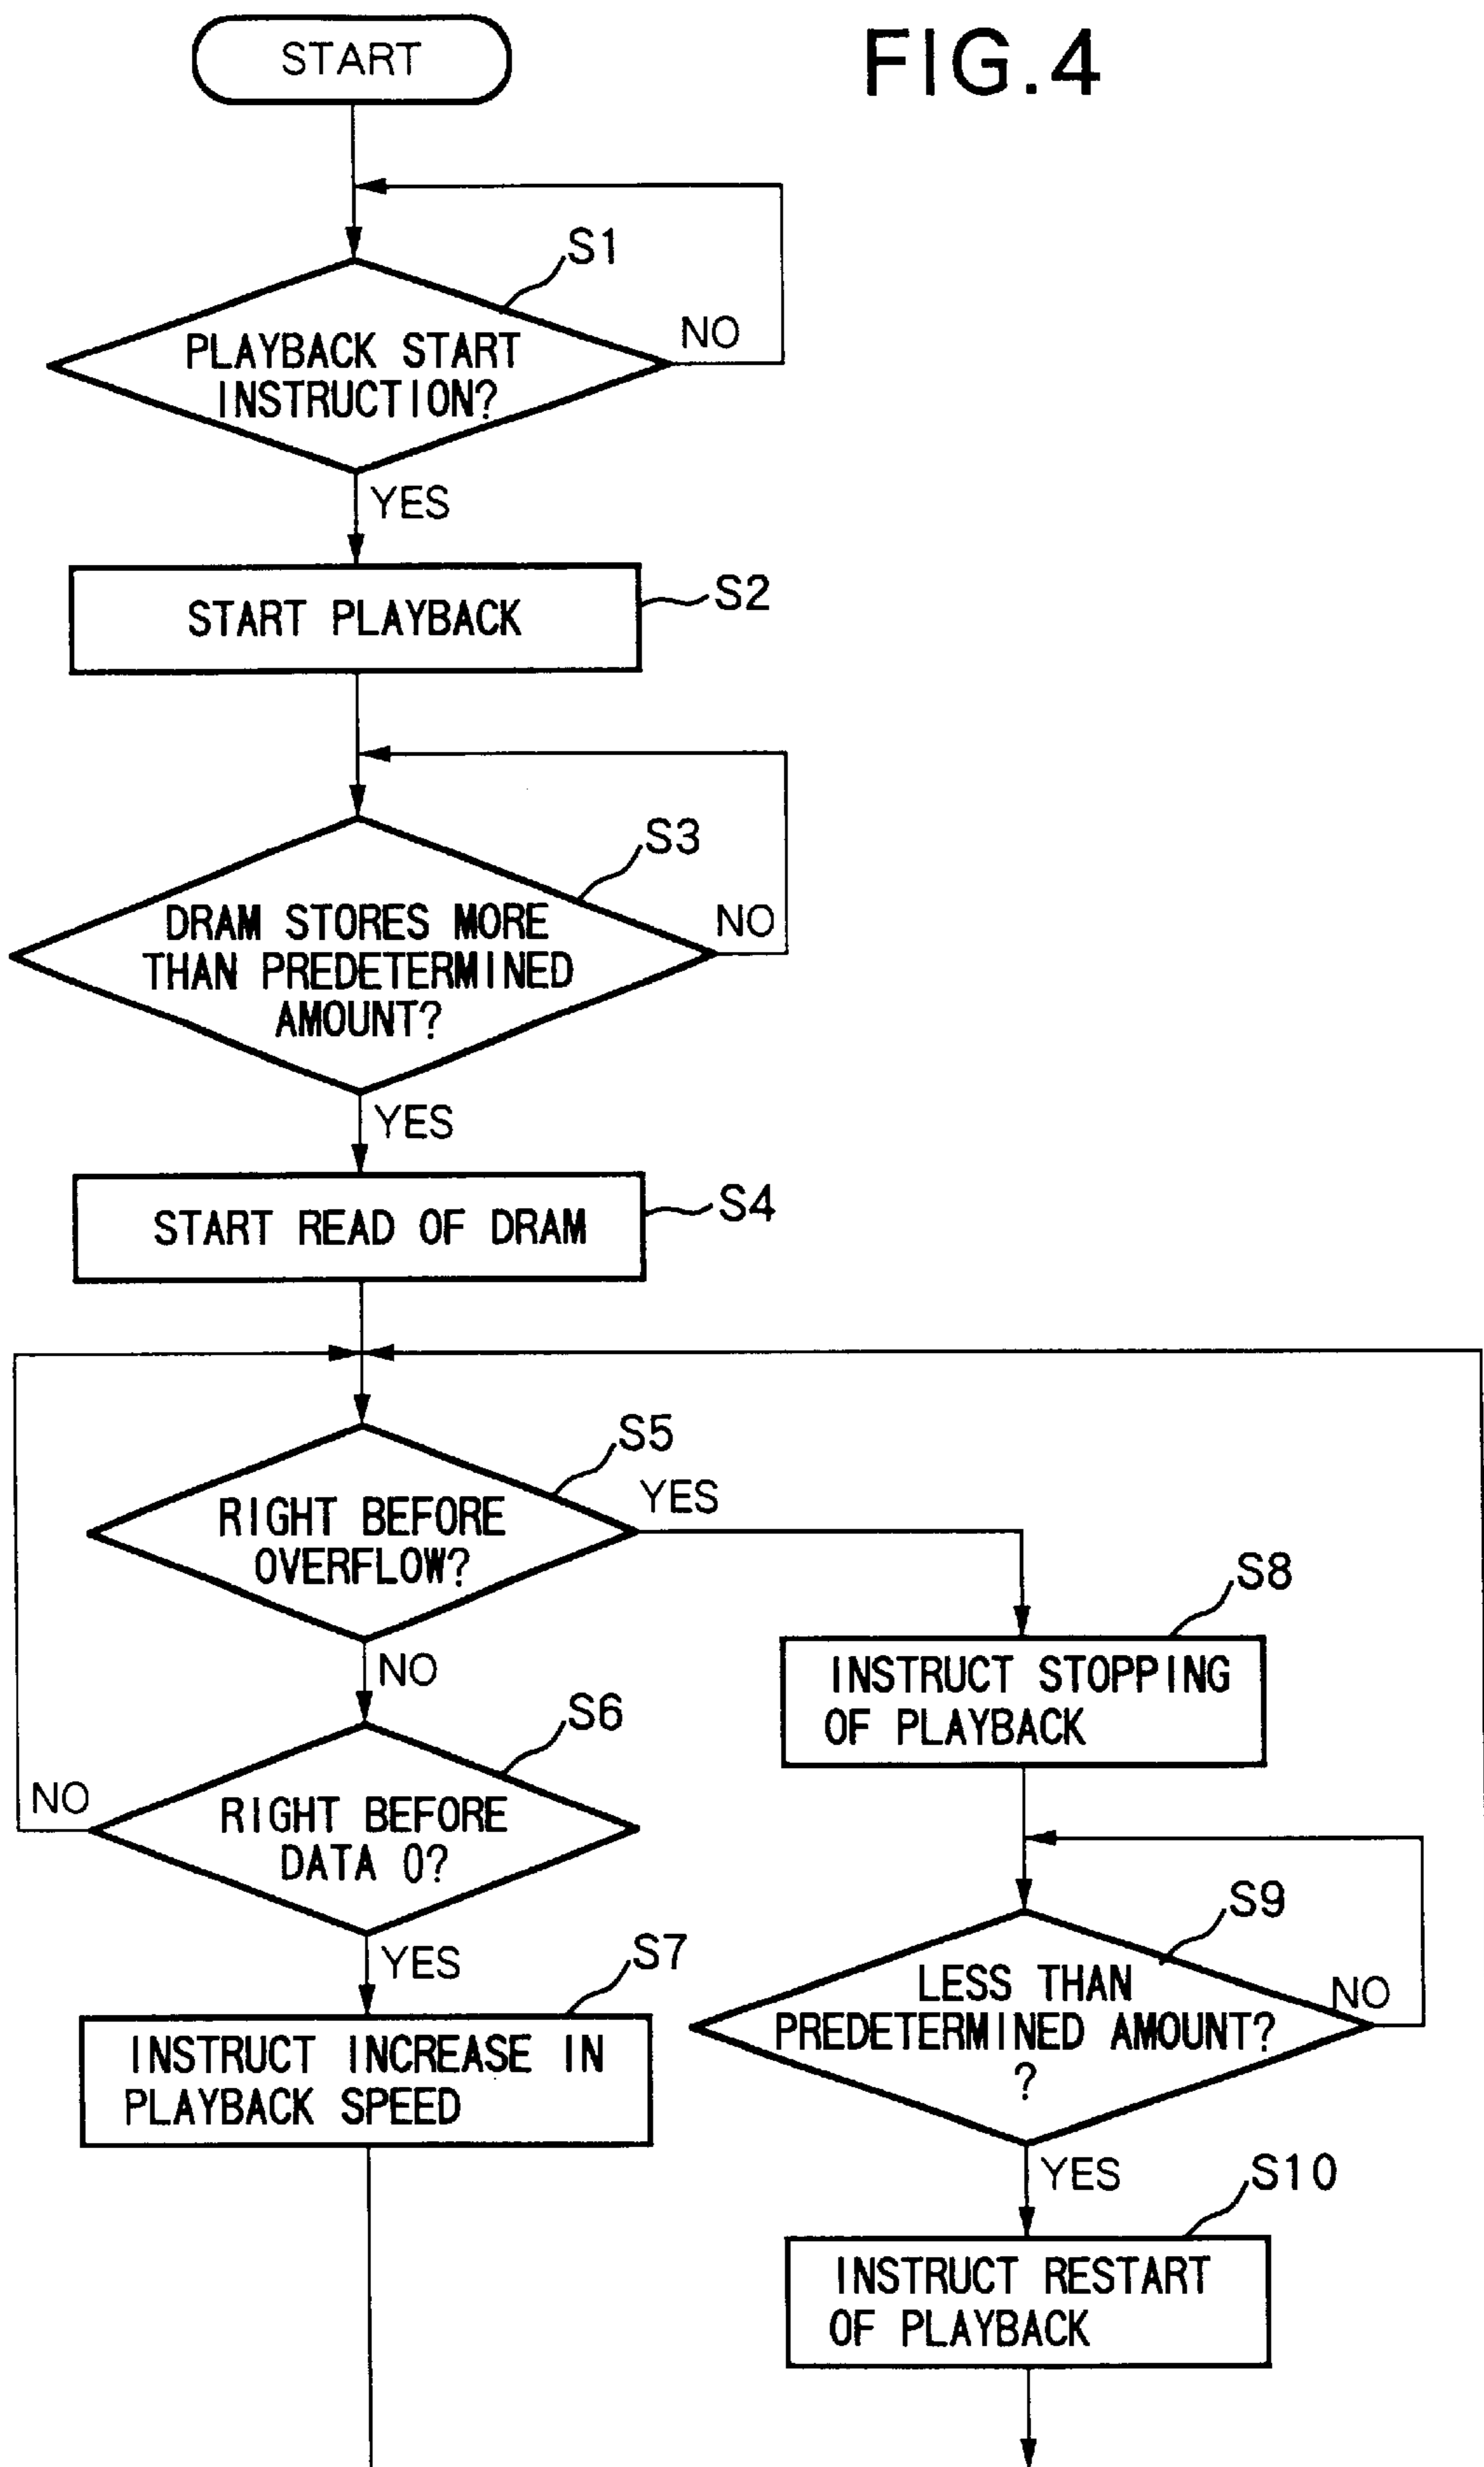 START
FIG.4
S1
PLAYBACK START
INSTRUCTION?
NO
YES
START PLAYBACK
S2
S3
DRAM STORES MORE
THAN PREDETERMINED
AMOUNT?
NO
YES
START READ OF DRAM
S4
S5
RIGHT BEFORE
OVERFLOW?
YES
NO
S6
RIGHT BEFORE
DATA 0?
NO
YES
S7
INSTRUCT INCREASE IN
PLAYBACK SPEED
S8
INSTRUCT STOPPING
OF PLAYBACK
S9
LESS THAN
PREDETERMINED AMOUNT?
?
NO
YES
S10
INSTRUCT RESTART
OF PLAYBACK